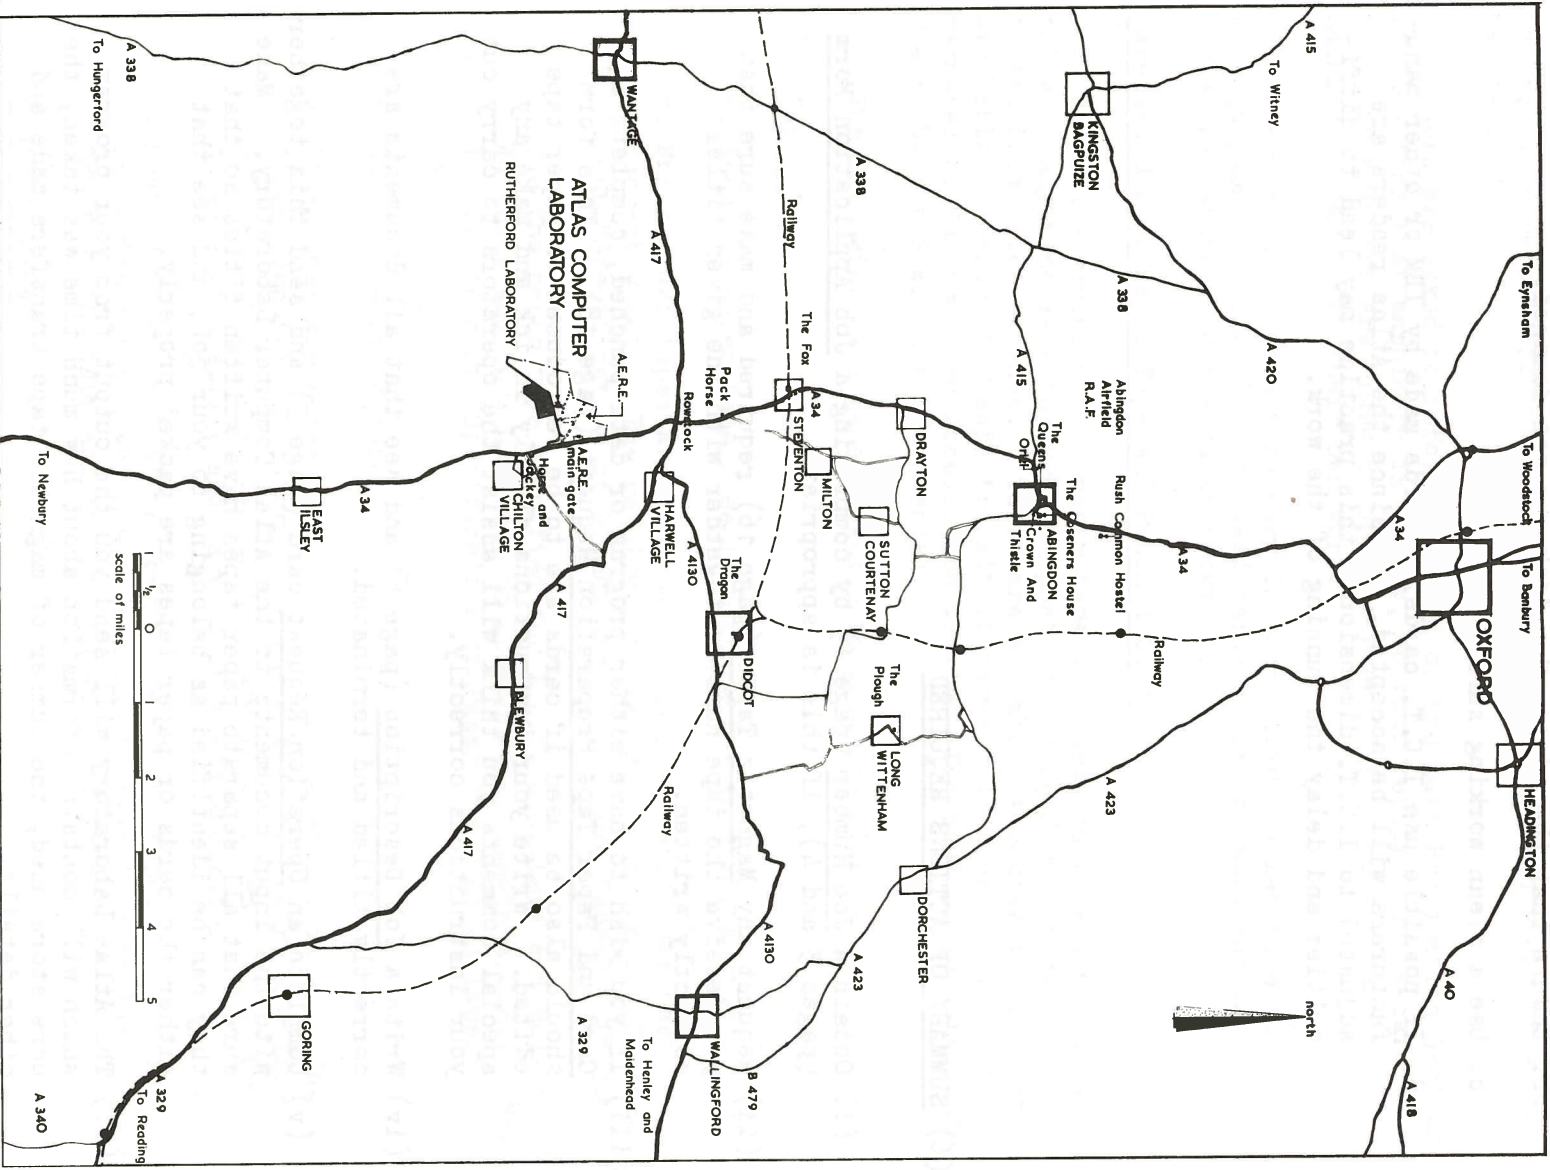 A 415
To Witney
KINGSTON
BAGPUIZE
A 338
To Hungerford
WANTAGE
A 338
A 338
Railway
A 417
A 415
A 420
To Eynsham
To Woodstock
To Banbury
A 34
OXFORD
HEADINGTON
A 40
A 418
Abingdon
Airfield
R.A.F.
Rush Common Hostel
A 34
The
Queens
The Coseners House
ABINGDON
Crown And
Thistle
DRAYTON
The Fox
A 34
STEVENTON
MILTON
SUTTON
COURTENAY
Pack
Horse
Rowstock
HARWELL
VILLAGE
A 4130
The
Dragon
DIDCOT
ATLAS COMPUTER
LABORATORY
RUTHERFORD LABORATORY
A.E.R.E.
A.E.R.E.
main gate
Horse and
Jockey
CHILTON
VILLAGE
A 34
EAST
ILSLEY
To Newbury
A 417
BLEWBURY
A 417
Railway
Railway
The
Plough
LONG
WITTENHAM
A 423
DORCHESTER
A 423
A 4130
WALLINGFORD
B 479
To Henley and
Maidenhead
A 329
GORING
A 329
To Reading
A 340
north
1 ½ 0 1 2 3 4 5
scale of miles